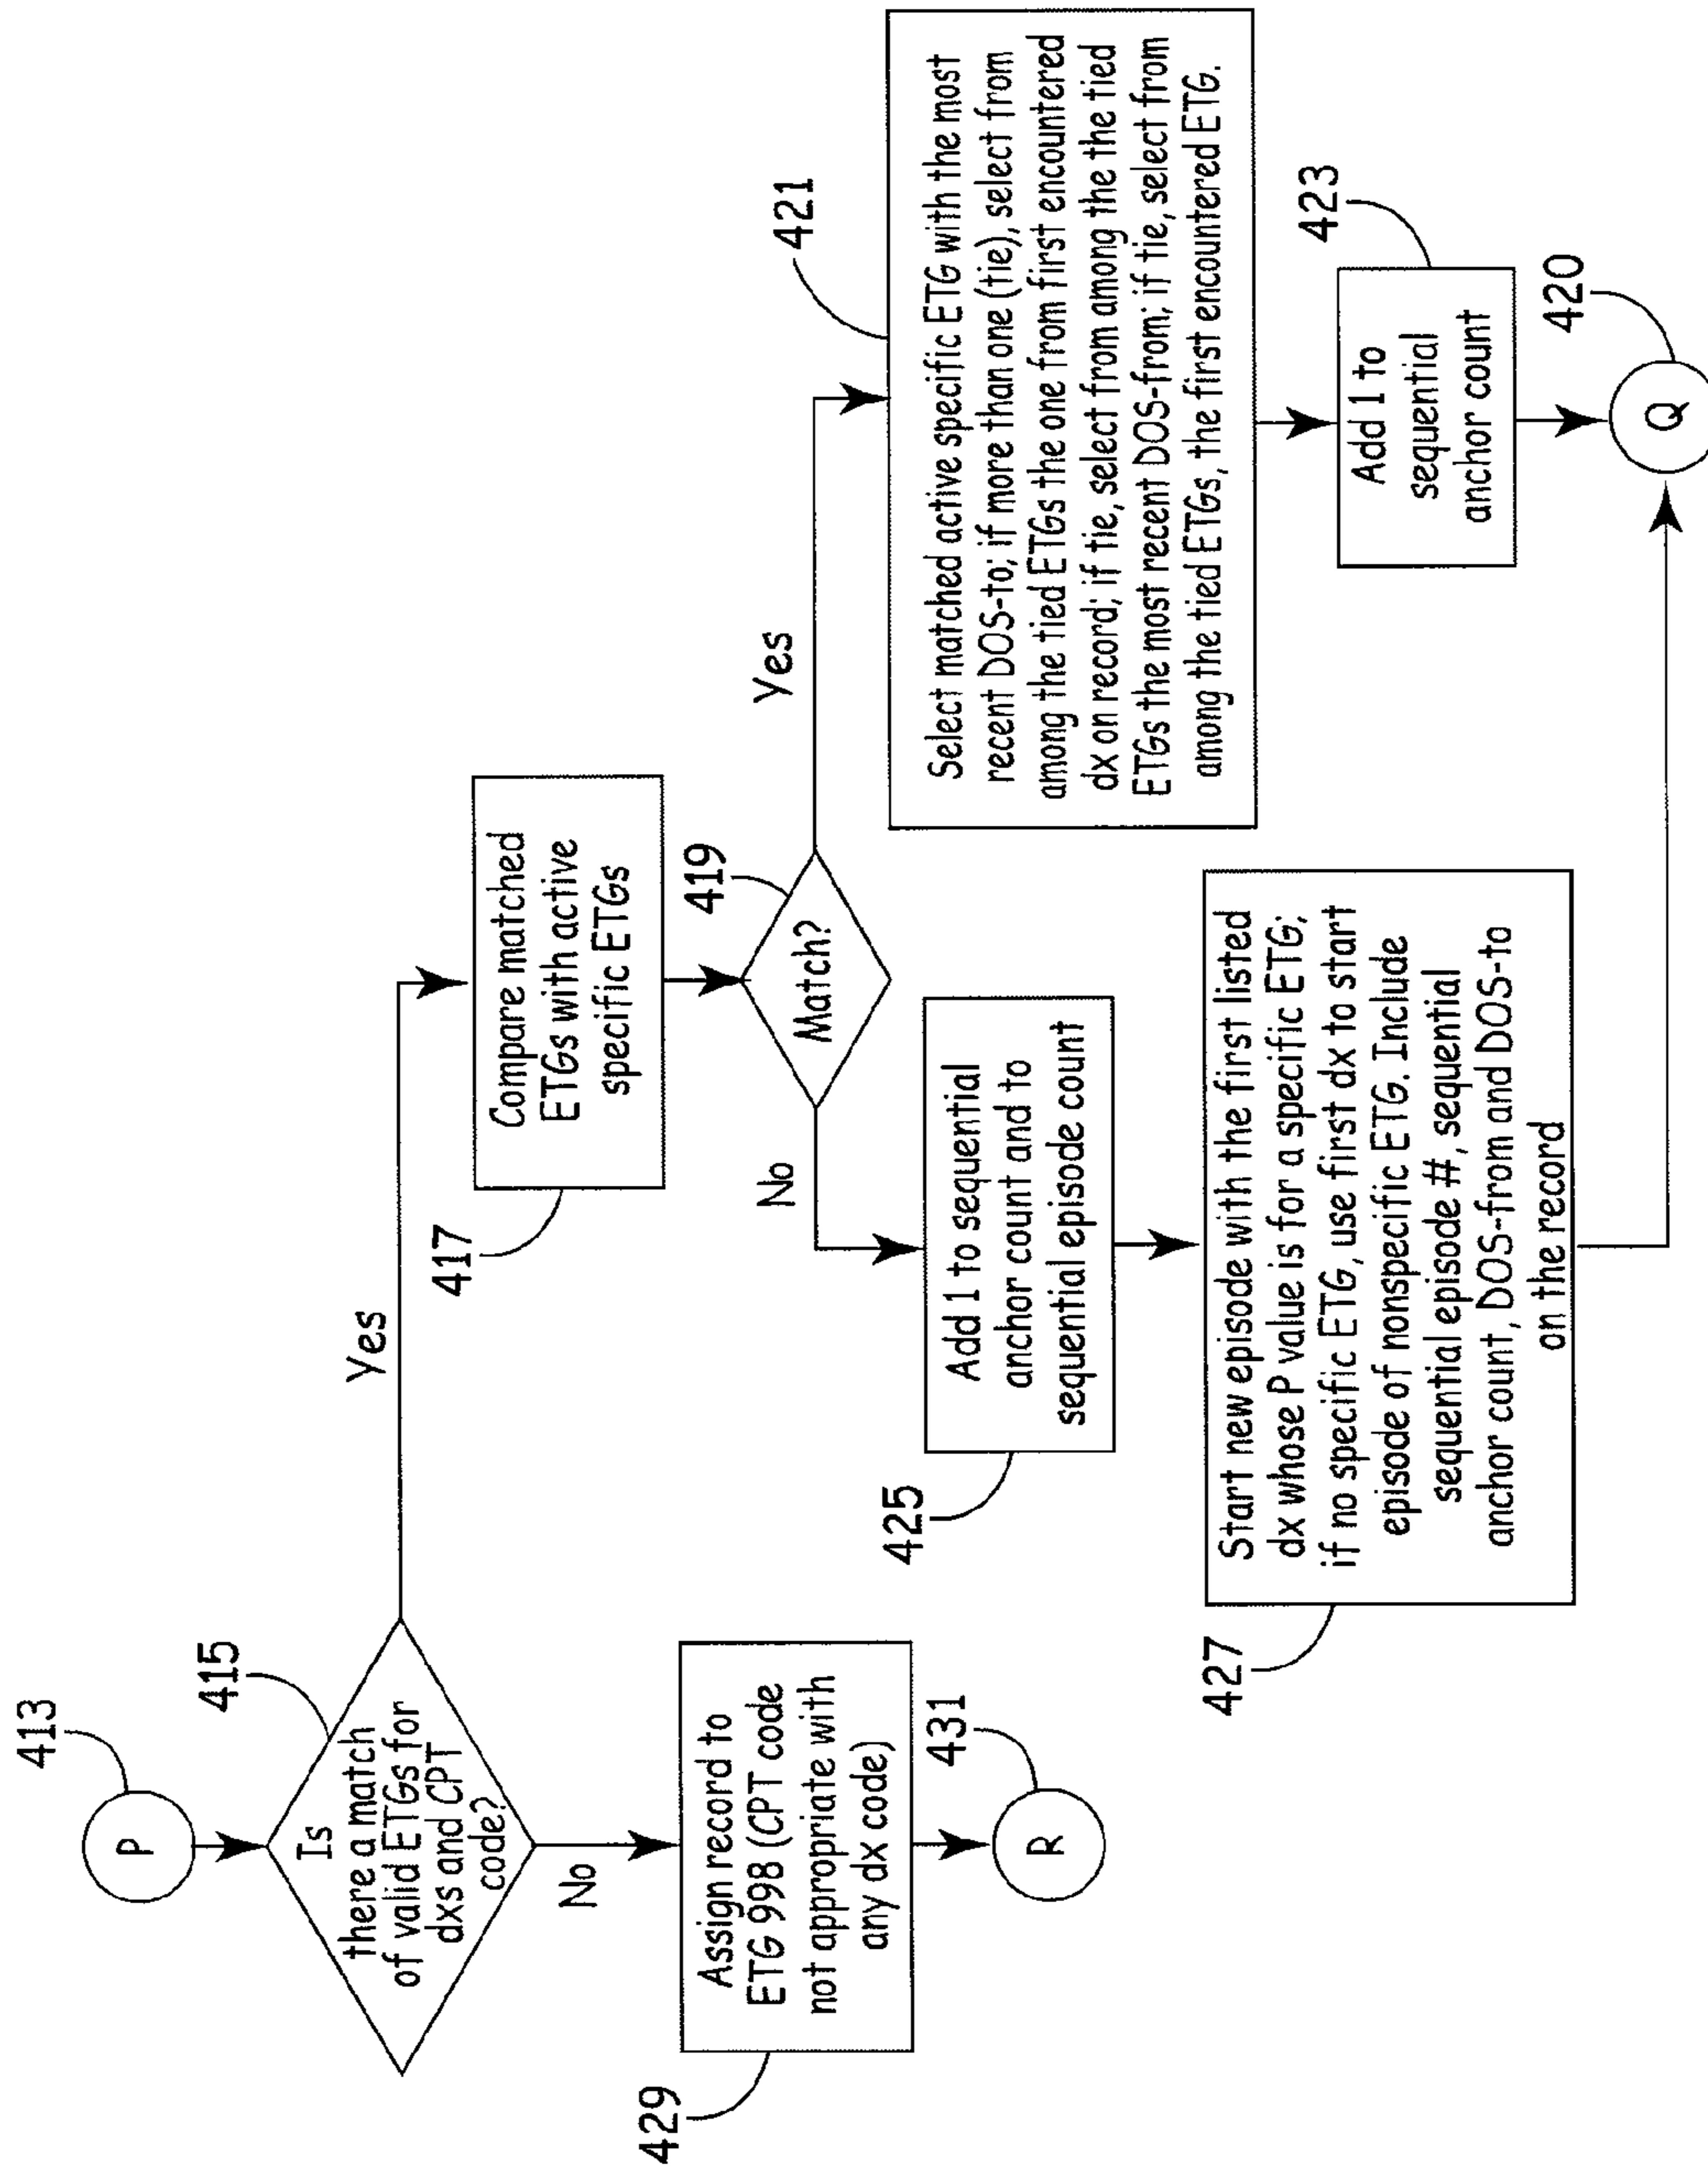 413
P
415
Is
there a match
of valid ETGs for
dxs and CPT
code?
Yes
No
417
Compare matched
ETGs with active
specific ETGs
419
Match?
Yes
No
421
Select matched active specific ETG with the most
recent DOS-to; if more than one (tie), select from
among the tied ETGs the one from first encountered
dx on record; if tie, select from among the the tied
ETGs the most recent DOS-from; if tie, select from
among the tied ETGs, the first encountered ETG.
423
Add 1 to
sequential
anchor count
420
Q
425
Add 1 to sequential
anchor count and to
sequential episode count
427
Start new episode with the first listed
dx whose P value is for a specific ETG;
if no specific ETG, use first dx to start
episode of nonspecific ETG. Include
sequential episode #, sequential
anchor count, DOS-from and DOS-to
on the record
429
Assign record to
ETG 998 (CPT code
not appropriate with
any dx code)
431
R